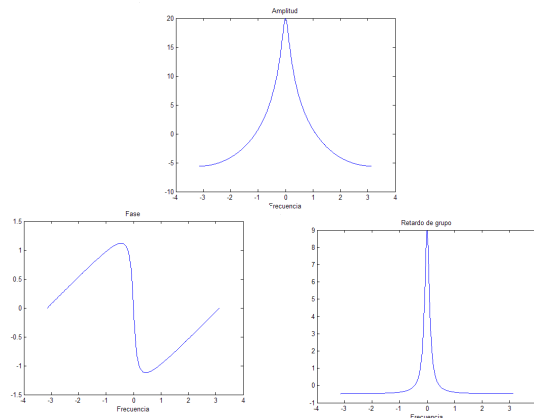 Amplitud
20
15
10
5
0
-5
-10
-4 -3 -2 -1 0 1 2 3 4
Frecuencia
Fase
1.5
1
0.5
0
-0.5
-1
-1.5
-4 -3 -2 -1 0 1 2 3 4
Frecuencia
Retardo de grupo
9
8
7
6
5
4
3
2
1
0
-1
-4 -3 -2 -1 0 1 2 3
Frecuencia